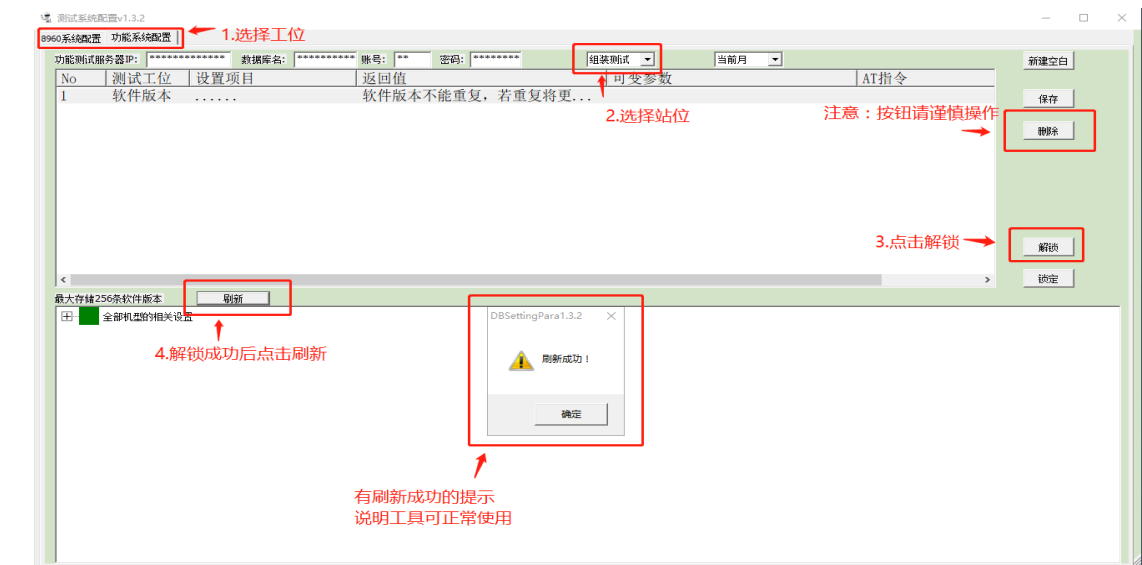 测试系统配置v1.3.2
8960系统配置 功能系统配置
1.选择工位
功能测试服务器IP: ************* 数据库名: ********** 账号: ** 密码: ******** 组装测试 当前月 新建空白
No 测试工位 设置项目 返回值 可变参数 AT指令
1 软件版本 ...... 软件版本不能重复，若重复将更...
保存
2.选择站位
注意：按钮请谨慎操作
删除
3.点击解锁
解锁
锁定
最大存储256条软件版本 刷新
全部机型的相关设置
4.解锁成功后点击刷新
DBSettingPara1.3.2
刷新成功！
确定
有刷新成功的提示
说明工具可正常使用